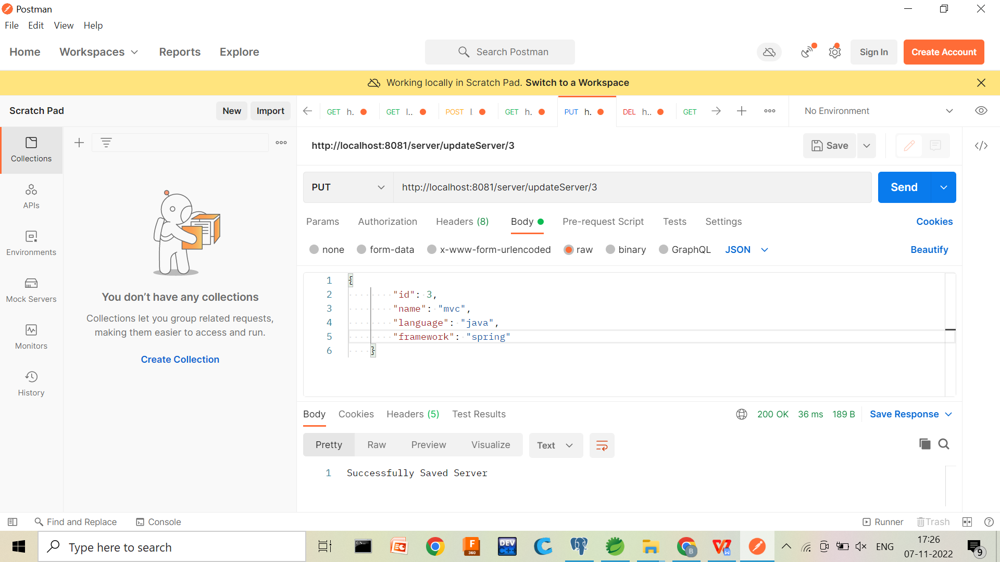 Postman
File Edit View Help
Home Workspaces Reports Explore Search Postman Sign In Create Account
Working locally in Scratch Pad. Switch to a Workspace
Scratch Pad New Import
GET h. GET l.. POST l GET h. PUT h. DEL h.. GET No Environment
Collections
APIs
Environments
Mock Servers
Monitors
History
You don't have any collections
Collections let you group related requests,
making them easier to access and run.
Create Collection
http://localhost:8081/server/updateServer/3 Save
PUT http://localhost:8081/server/updateServer/3 Send
Params Authorization Headers (8) Body Pre-request Script Tests Settings Cookies
none form-data x-www-form-urlencoded raw binary GraphQL JSON Beautify
1 {
2 "id": 3,
3 "name": "mvc",
4 "language": "java",
5 "framework": "spring"
6 }
Body Cookies Headers (5) Test Results 200 OK 36 ms 189 B Save Response
Pretty Raw Preview Visualize Text
1 Successfully Saved Server
Find and Replace Console Runner Trash
Type here to search
F
360
DEV
C++
B
W
ENG
17:26
07-11-2022
9